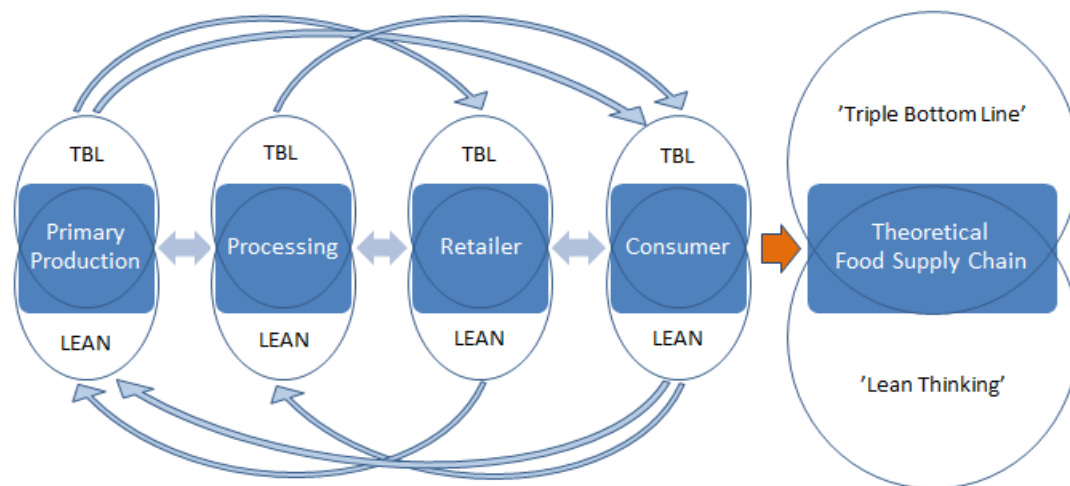 TBL
TBL
TBL
TBL
Primary
Production
Processing
Retailer
Consumer
LEAN
LEAN
LEAN
LEAN
’Triple Bottom Line’
Theoretical
Food Supply Chain
’Lean Thinking’